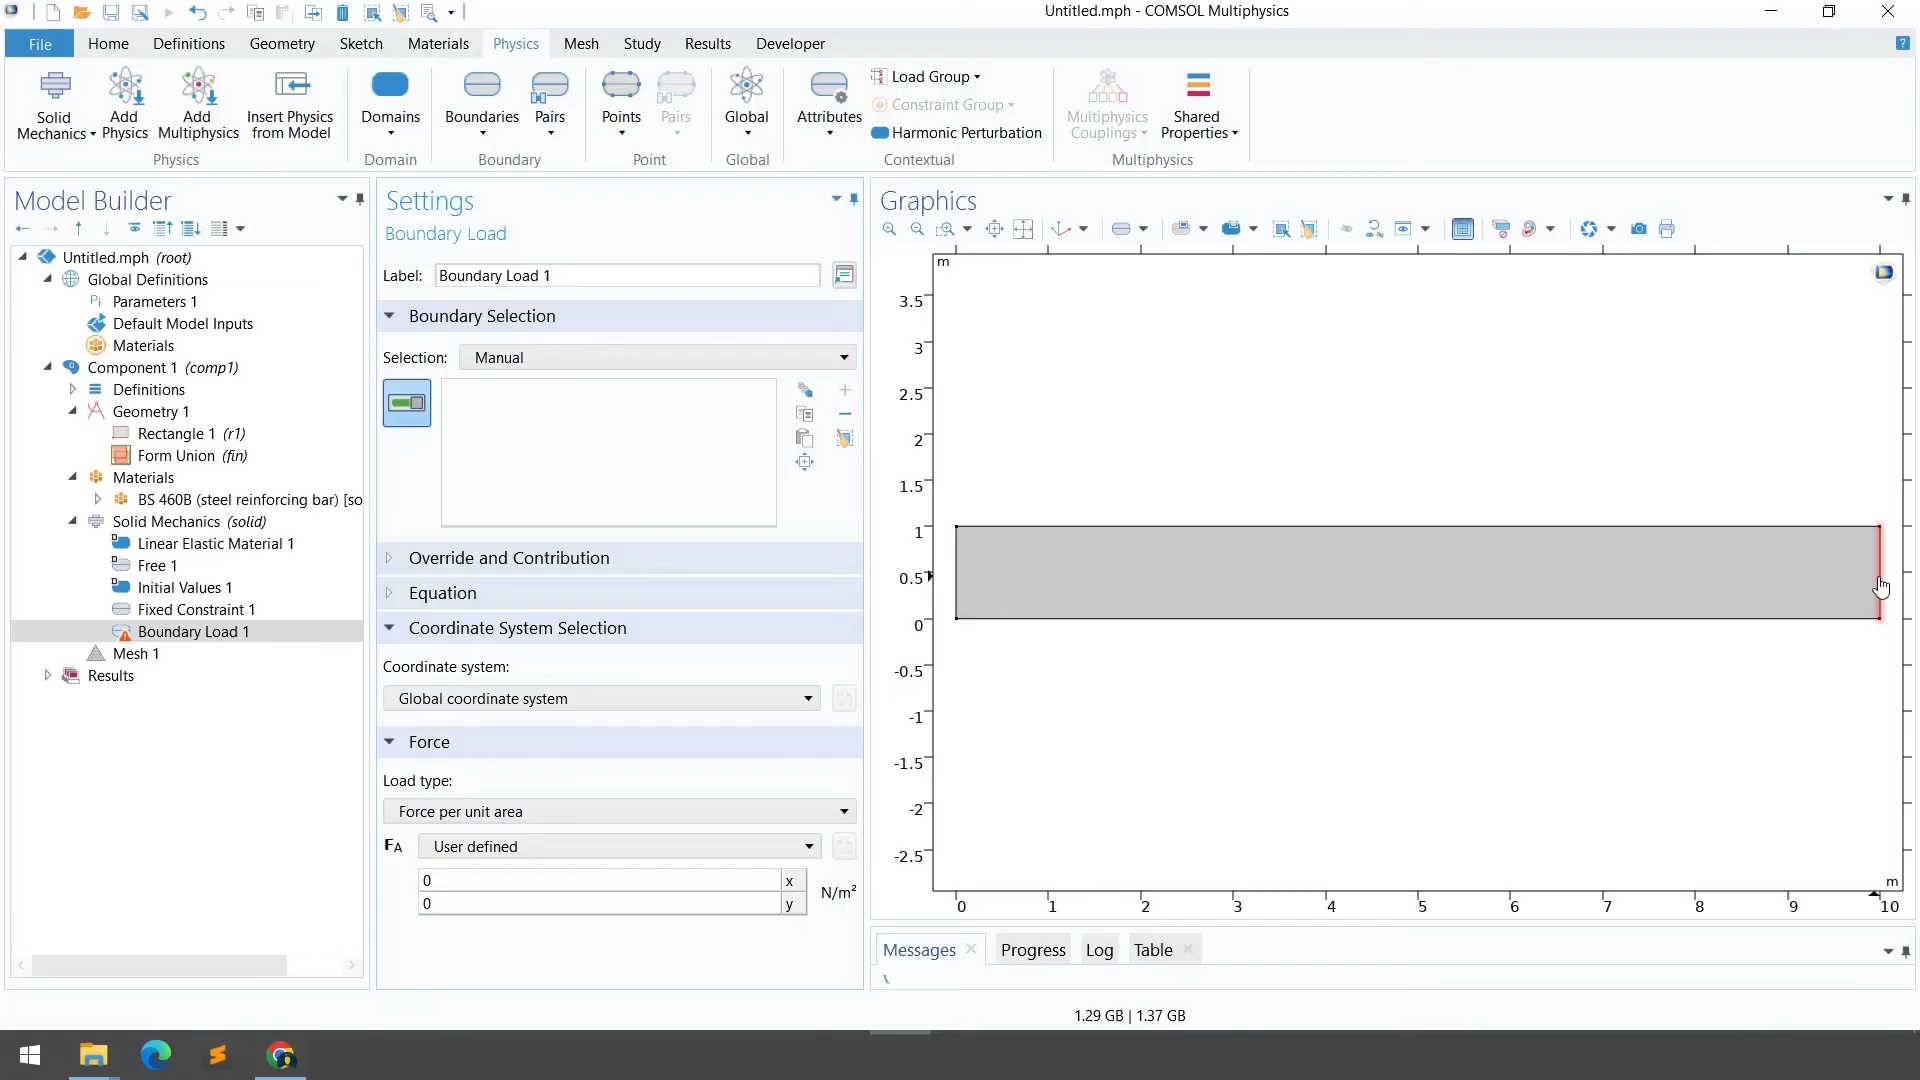 Untitled.mph - COMSOL Multiphysics
File Home Definitions Geometry Sketch Materials Physics Mesh Study Results Developer
Solid Mechanics
Add Physics
Add Multiphysics
Insert Physics from Model
Domains
Boundaries
Pairs
Points
Pairs
Global
Attributes
Load Group
Constraint Group
Harmonic Perturbation
Multiphysics Couplings
Shared Properties
Physics Domain Boundary Point Global Contextual Multiphysics
Model Builder
Untitled.mph (root)
Global Definitions
Pi Parameters 1
Default Model Inputs
Materials
Component 1 (comp1)
Definitions
Geometry 1
Rectangle 1 (r1)
Form Union (fin)
Materials
BS 460B (steel reinforcing bar) [so
Solid Mechanics (solid)
Linear Elastic Material 1
Free 1
Initial Values 1
Fixed Constraint 1
Boundary Load 1
Mesh 1
Results
Settings
Boundary Load
Label: Boundary Load 1
Boundary Selection
Selection: Manual
Override and Contribution
Equation
Coordinate System Selection
Coordinate system:
Global coordinate system
Force
Load type:
Force per unit area
FA User defined
0 x
0 y
N/m²
Graphics
m
3.5
3
2.5
2
1.5
1
0.5
0
-0.5
-1
-1.5
-2
-2.5
m
0 1 2 3 4 5 6 7 8 9 10
Messages Progress Log Table
1.29 GB | 1.37 GB